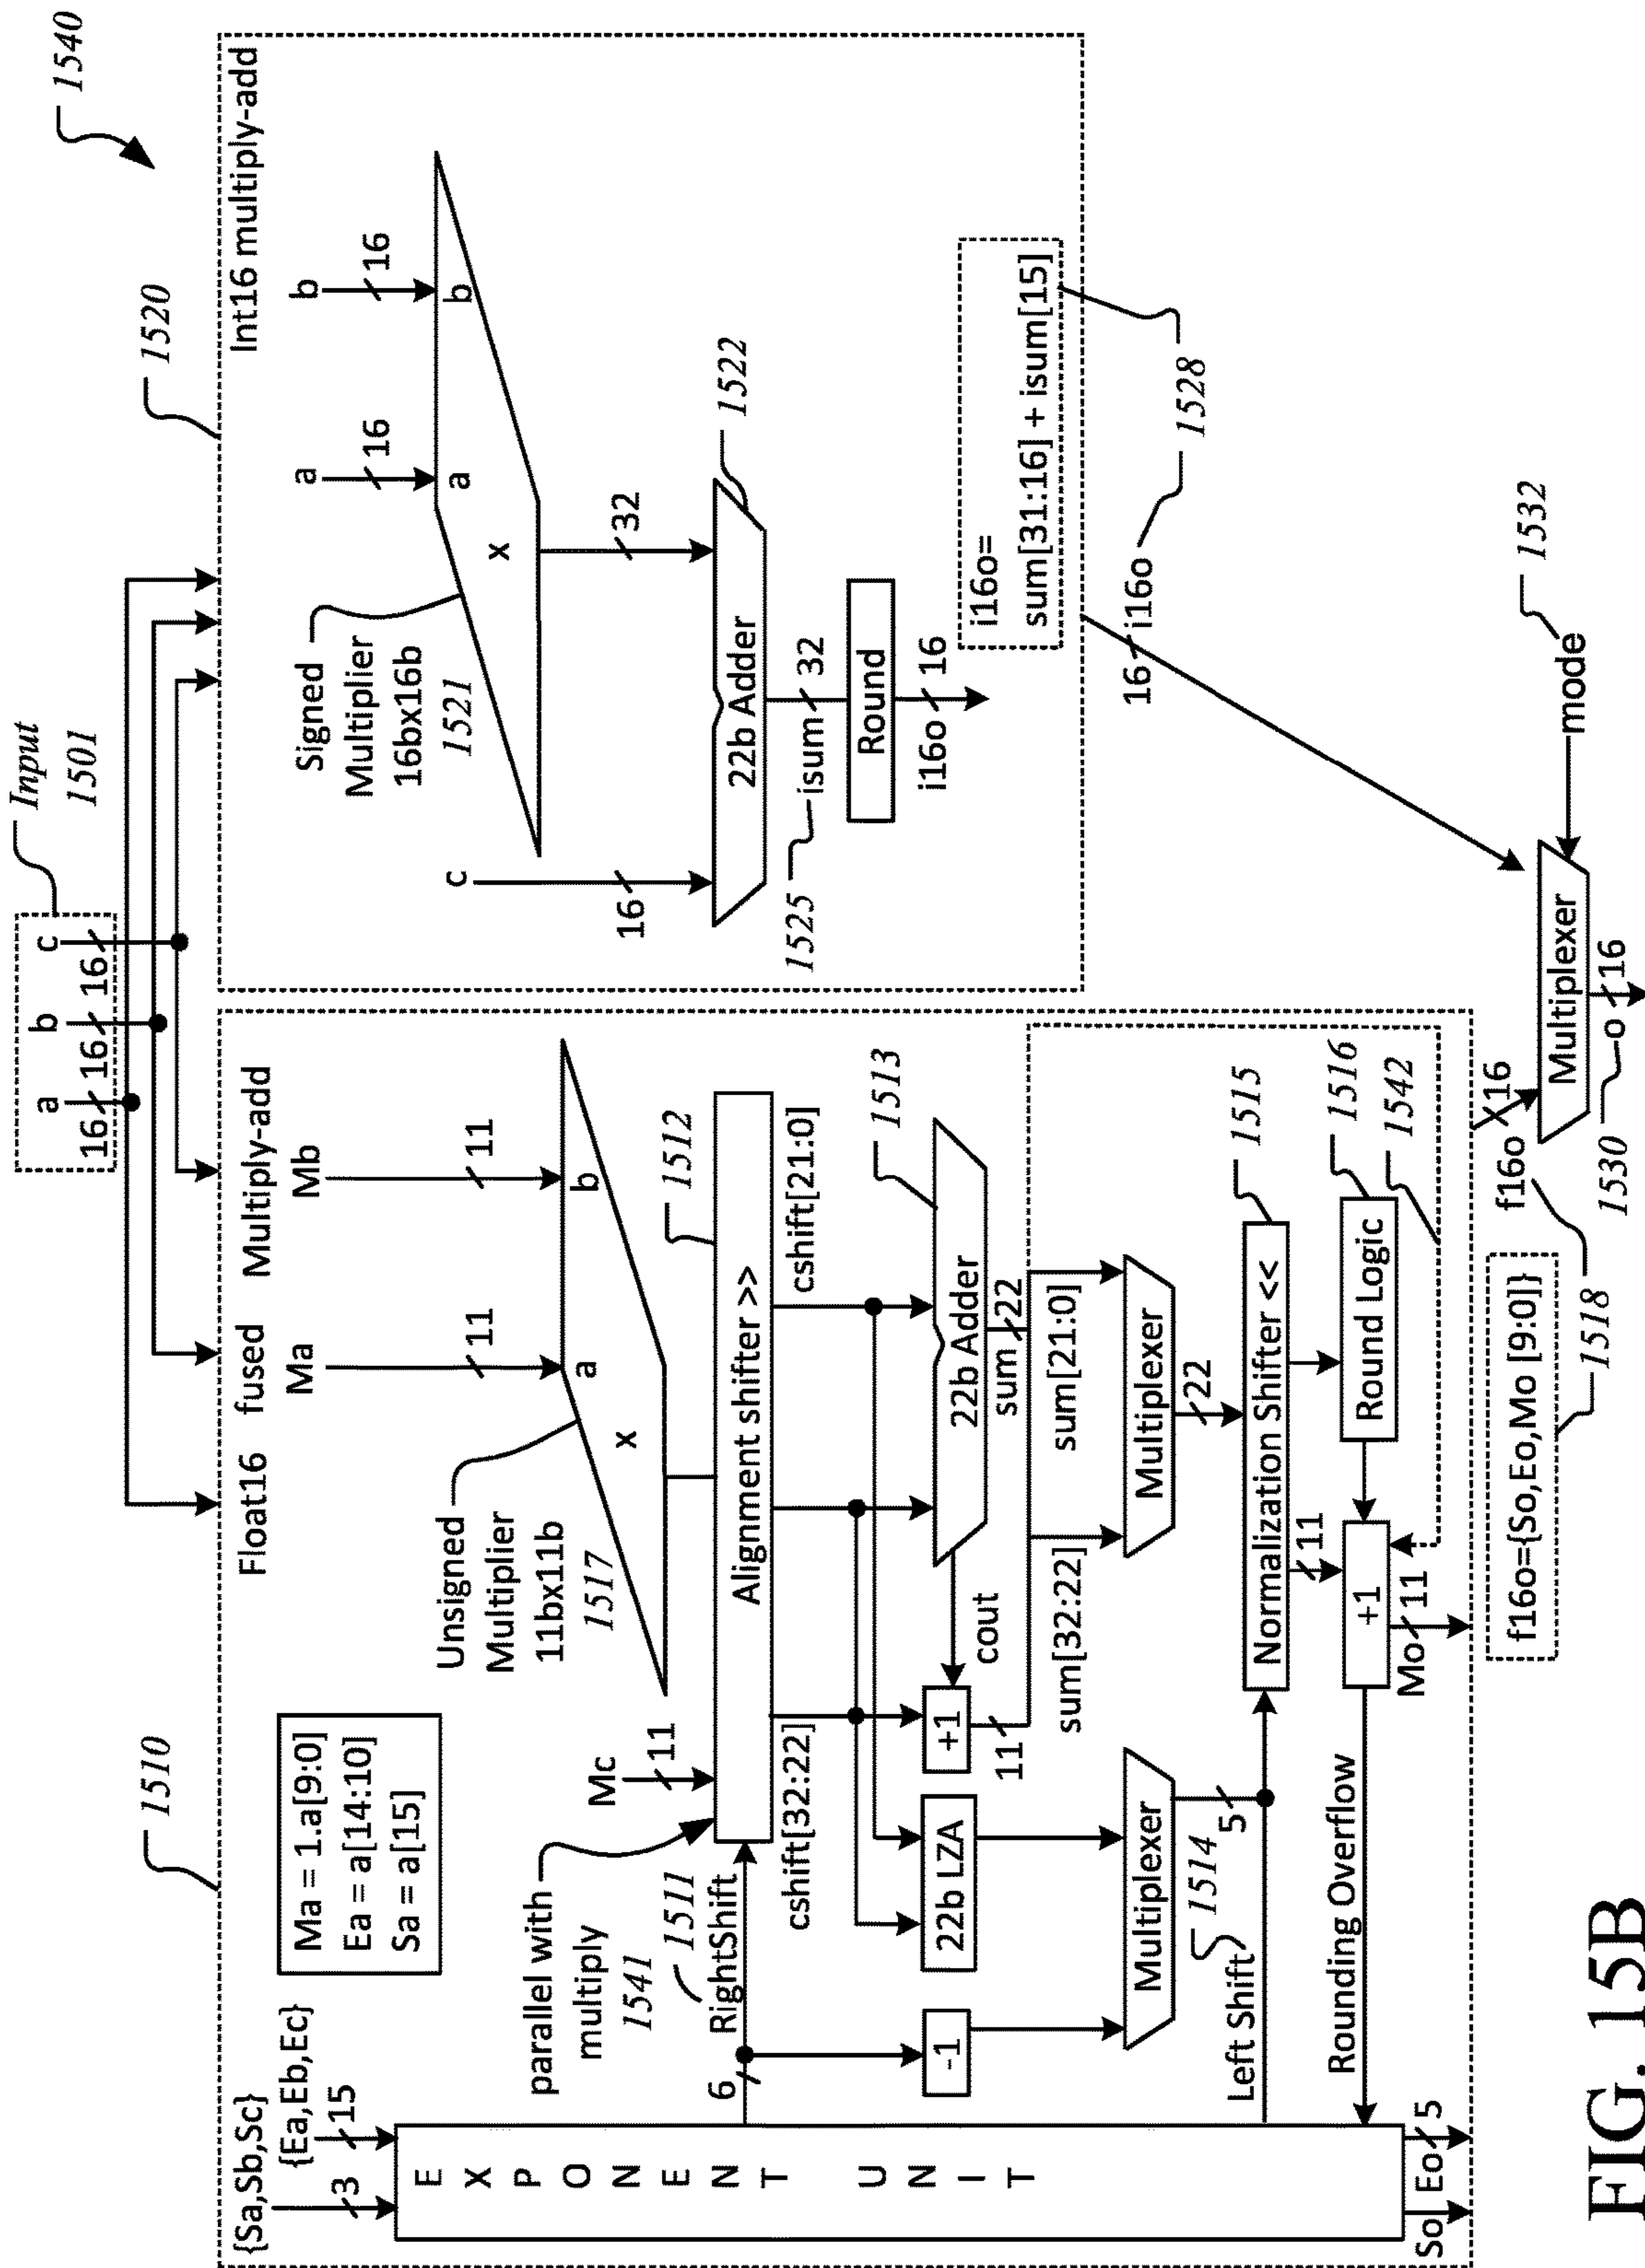 1540
Input
1501
a
b
c
16
16
16
1510
1520
Float16 fused Multiply-add
Int16 multiply-add
{Sa,Sb,Sc}
{Ea,Eb,Ec}
3
15
Ma = 1.a[9:0]
Ea = a[14:10]
Sa = a[15]
Ma
Mb
11
11
Unsigned
Multiplier
11bx11b
1517
a
b
x
Mc
11
parallel with
multiply
1541
1511
RightShift
6
Alignment shifter >>
1512
cshift[32:22]
cshift[21:0]
EXPONENT UNIT
-1
22b LZA
+1
cout
22b Adder
1513
11
sum
22
sum[32:22]
sum[21:0]
Multiplexer
Multiplexer
5
22
1514
Left Shift
Normalization Shifter <<
1515
11
Round Logic
1516
1542
+1
Rounding Overflow
Mo
11
So
Eo
5
f16o={So,Eo,Mo [9:0]}
1518
a
b
16
16
Signed
Multiplier
16bx16b
1521
a
b
x
c
16
32
22b Adder
1522
1525
isum
32
Round
i16o
16
i16o=
sum[31:16] + isum[15]
1528
16
i16o
f16o
16
mode
1532
Multiplexer
1530
o
16
FIG. 15B